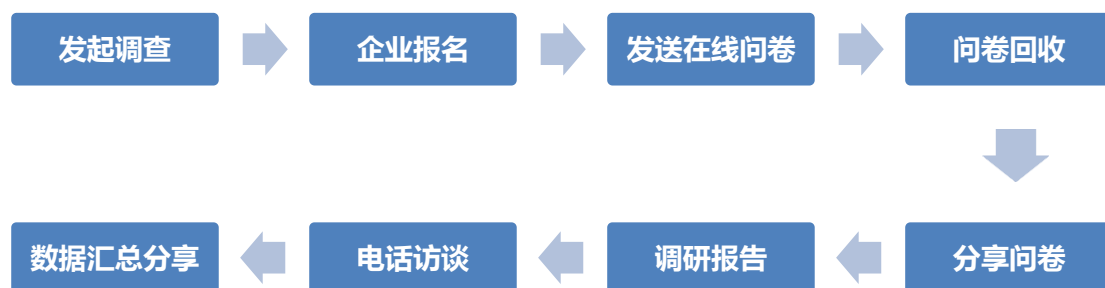 发起调查
企业报名
发送在线问卷
问卷回收
分享问卷
调研报告
电话访谈
数据汇总分享